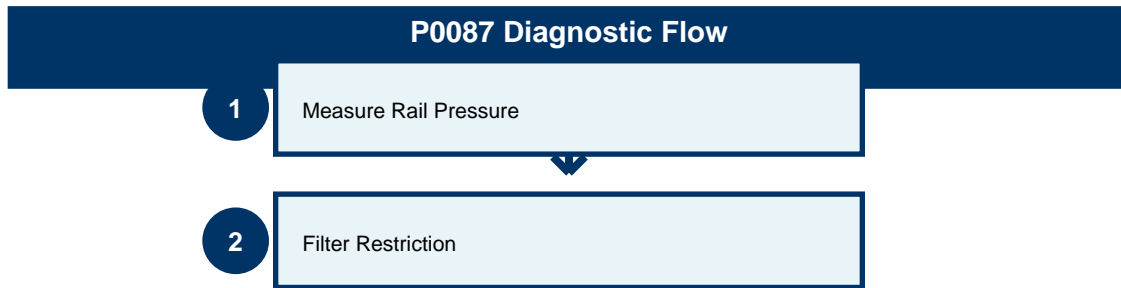 P0087 Diagnostic Flow
1
Measure Rail Pressure
2
Filter Restriction